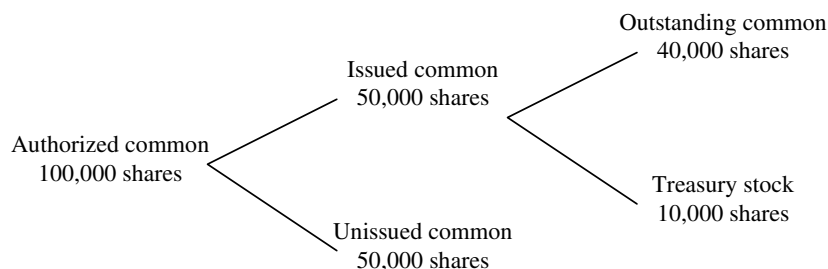 Outstanding common
40,000 shares
Issued common
50,000 shares
Authorized common
100,000 shares
Treasury stock
10,000 shares
Unissued common
50,000 shares